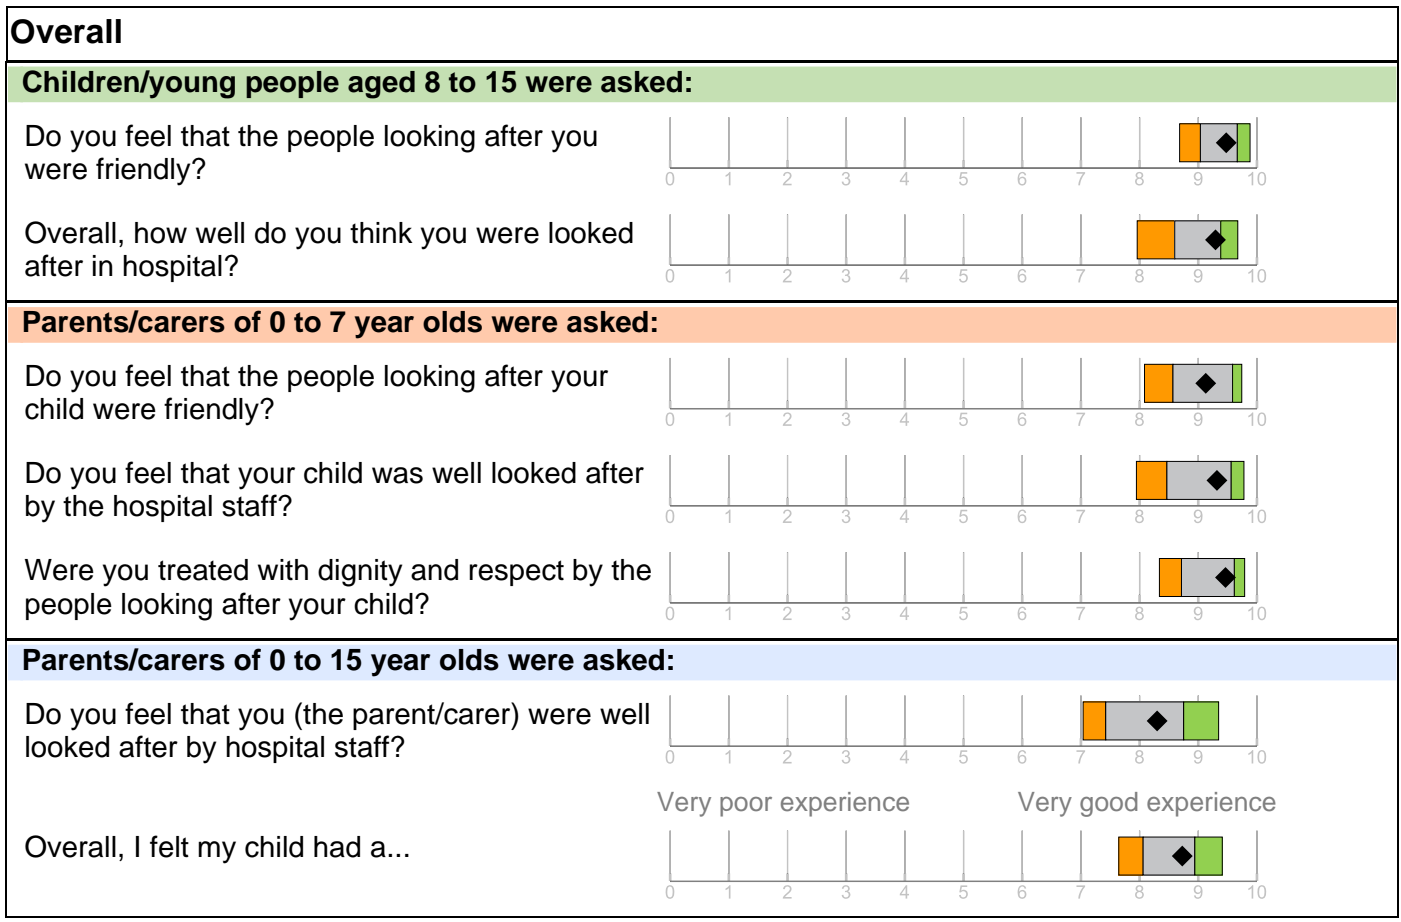 Overall
Children/young people aged 8 to 15 were asked:
Do you feel that the people looking after you
were friendly?
0 1 2 3 4 5 6 7 8 9 10
Overall, how well do you think you were looked
after in hospital?
0 1 2 3 4 5 6 7 8 9 10
Parents/carers of 0 to 7 year olds were asked:
Do you feel that the people looking after your
child were friendly?
0 1 2 3 4 5 6 7 8 9 10
Do you feel that your child was well looked after
by the hospital staff?
0 1 2 3 4 5 6 7 8 9 10
Were you treated with dignity and respect by the
people looking after your child?
0 1 2 3 4 5 6 7 8 9 10
Parents/carers of 0 to 15 year olds were asked:
Do you feel that you (the parent/carer) were well
looked after by hospital staff?
0 1 2 3 4 5 6 7 8 9 10
Very poor experience Very good experience
Overall, I felt my child had a...
0 1 2 3 4 5 6 7 8 9 10